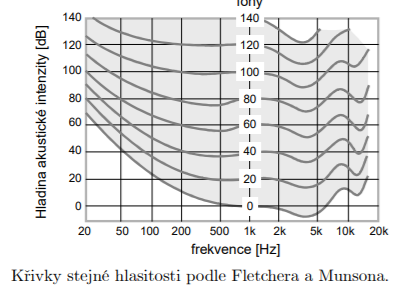 fóny
Hladina akustické intenzity [dB]
140 140
120 120
100 100
80 80
60 60
40 40
20 20
0 0
20 50 100 200 500 1k 2k 5k 10k 20k
frekvence [Hz]
Křivky stejné hlasitosti podle Fletchera a Munsona.